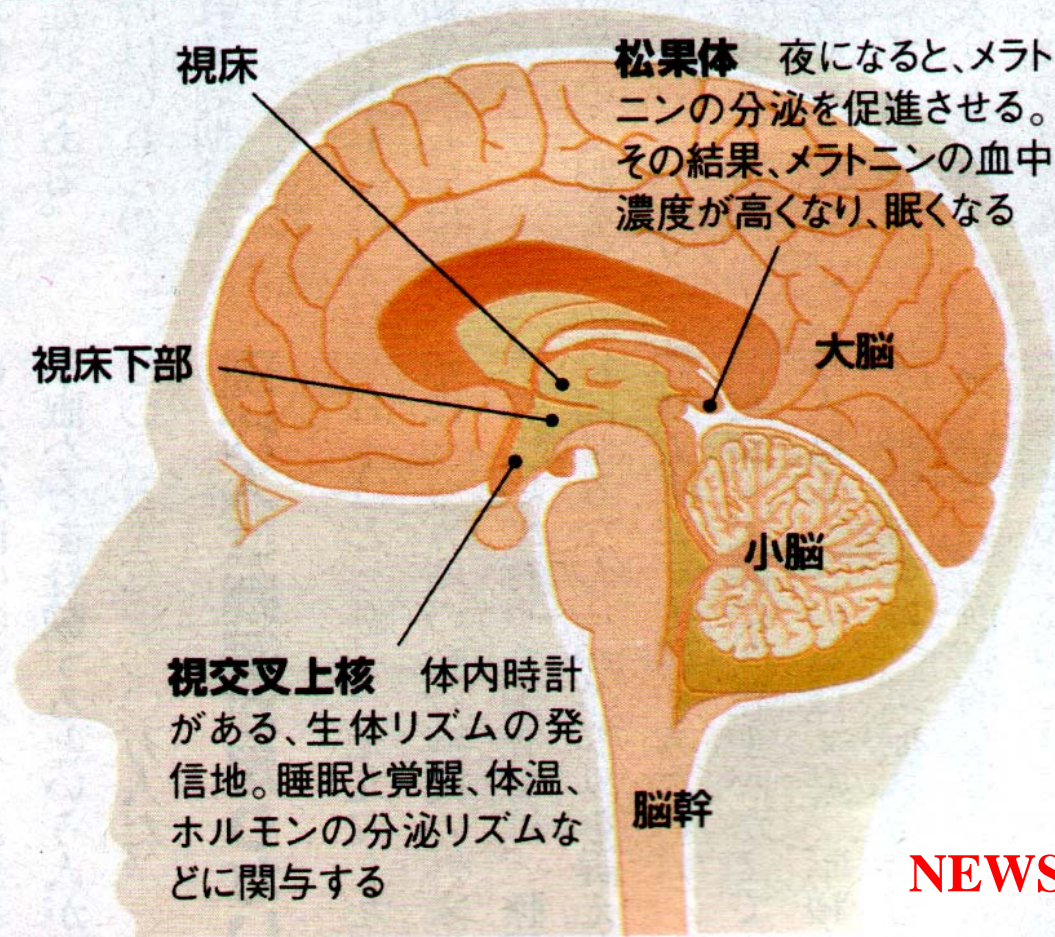 視床
松果体　夜になると、メラト
ニンの分泌を促進させる。
その結果、メラトニンの血中
濃度が高くなり、眠くなる
視床下部
大脳
小脳
視交叉上核　体内時計
がある、生体リズムの発
信地。睡眠と覚醒、体温、
ホルモンの分泌リズムな
どに関与する
脳幹
NEWS